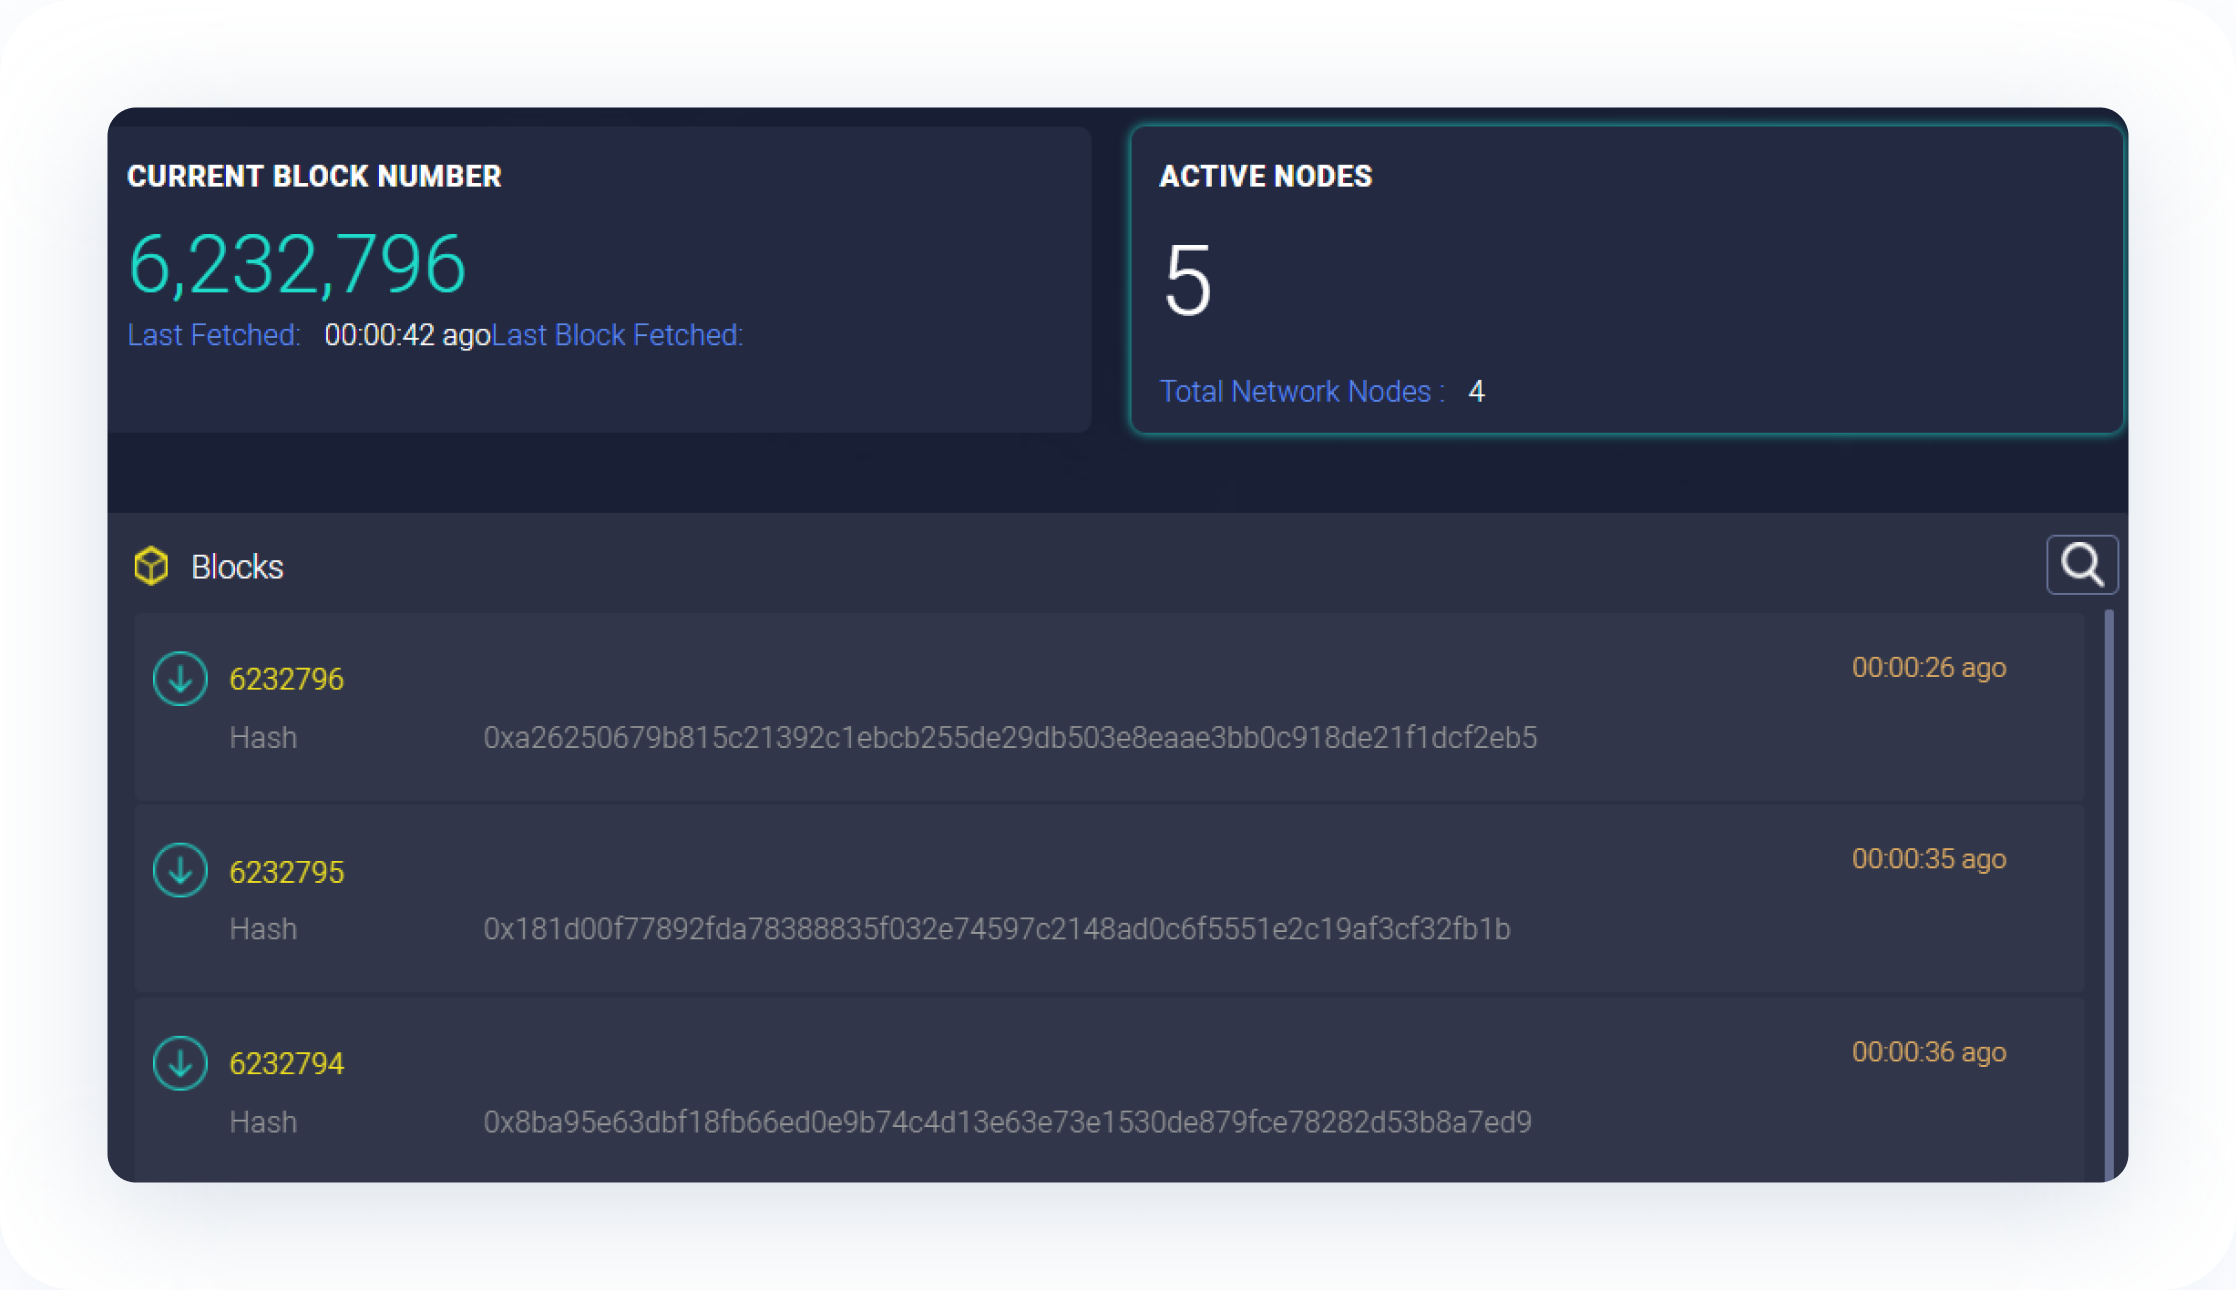 CURRENT BLOCK NUMBER
6,232,796
Last Fetched: 00:00:42 agoLast Block Fetched:
ACTIVE NODES
5
Total Network Nodes : 4
Blocks
6232796
00:00:26 ago
Hash 0xa26250679b815c21392c1ebcb255de29db503e8eaae3bb0c918de21f1dcf2eb5
6232795
00:00:35 ago
Hash 0x181d00f77892fda78388835f032e74597c2148ad0c6f5551e2c19af3cf32fb1b
6232794
00:00:36 ago
Hash 0x8ba95e63dbf18fb66ed0e9b74c4d13e63e73e1530de879fce78282d53b8a7ed9